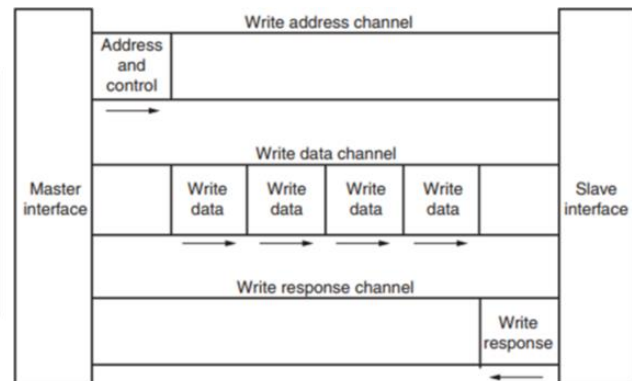 Write address channel
Address
and
control
Write data channel
Master
interface
Write
data
Write
data
Write
data
Write
data
Slave
interface
Write response channel
Write
response